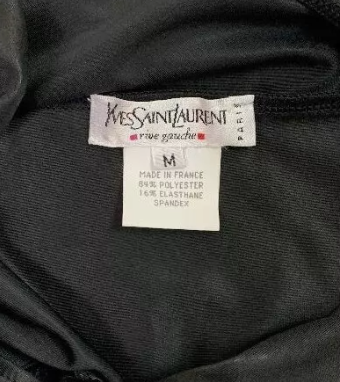 YVESSAINTLAURENT
rive gauche
PARIS
M
MADE IN FRANCE
84% POLYESTER
16% ELASTHANE
SPANDEX